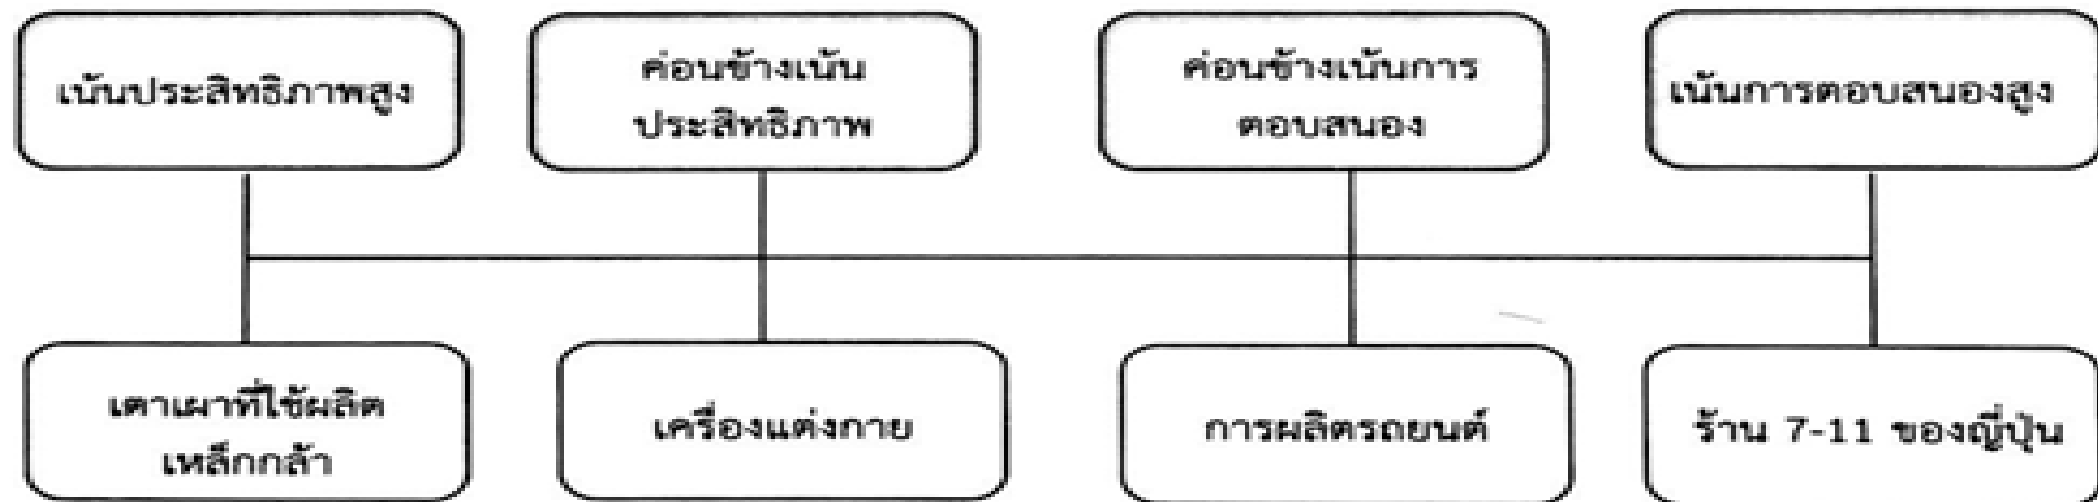 เน้นประสิทธิภาพสูง
ค่อนข้างเน้น
ประสิทธิภาพ
ค่อนข้างเน้นการ
ตอบสนอง
เน้นการตอบสนองสูง
เตาเผาที่ใช้ผลิต
เหล็กกล้า
เครื่องแต่งกาย
การผลิตรถยนต์
ร้าน 7-11 ของญี่ปุ่น